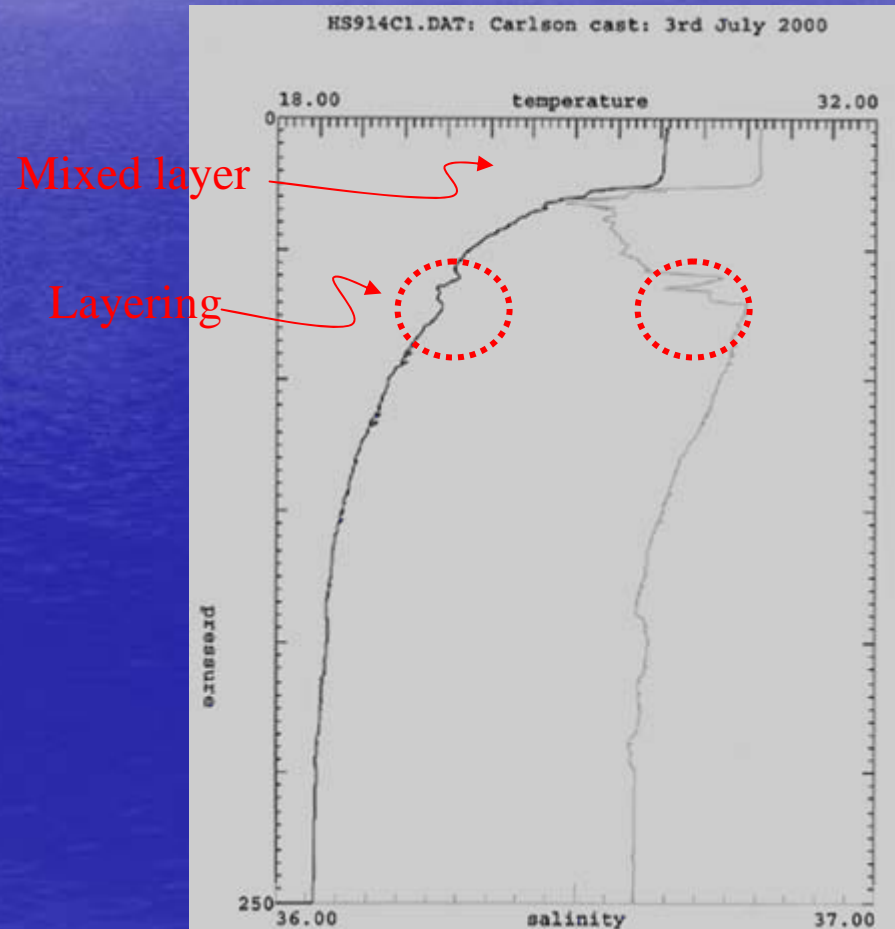 HS914C1.DAT: Carlson cast: 3rd July 2000
18.00 temperature 32.00
0
Mixed layer
Layering
pressure
250
36.00 salinity 37.00